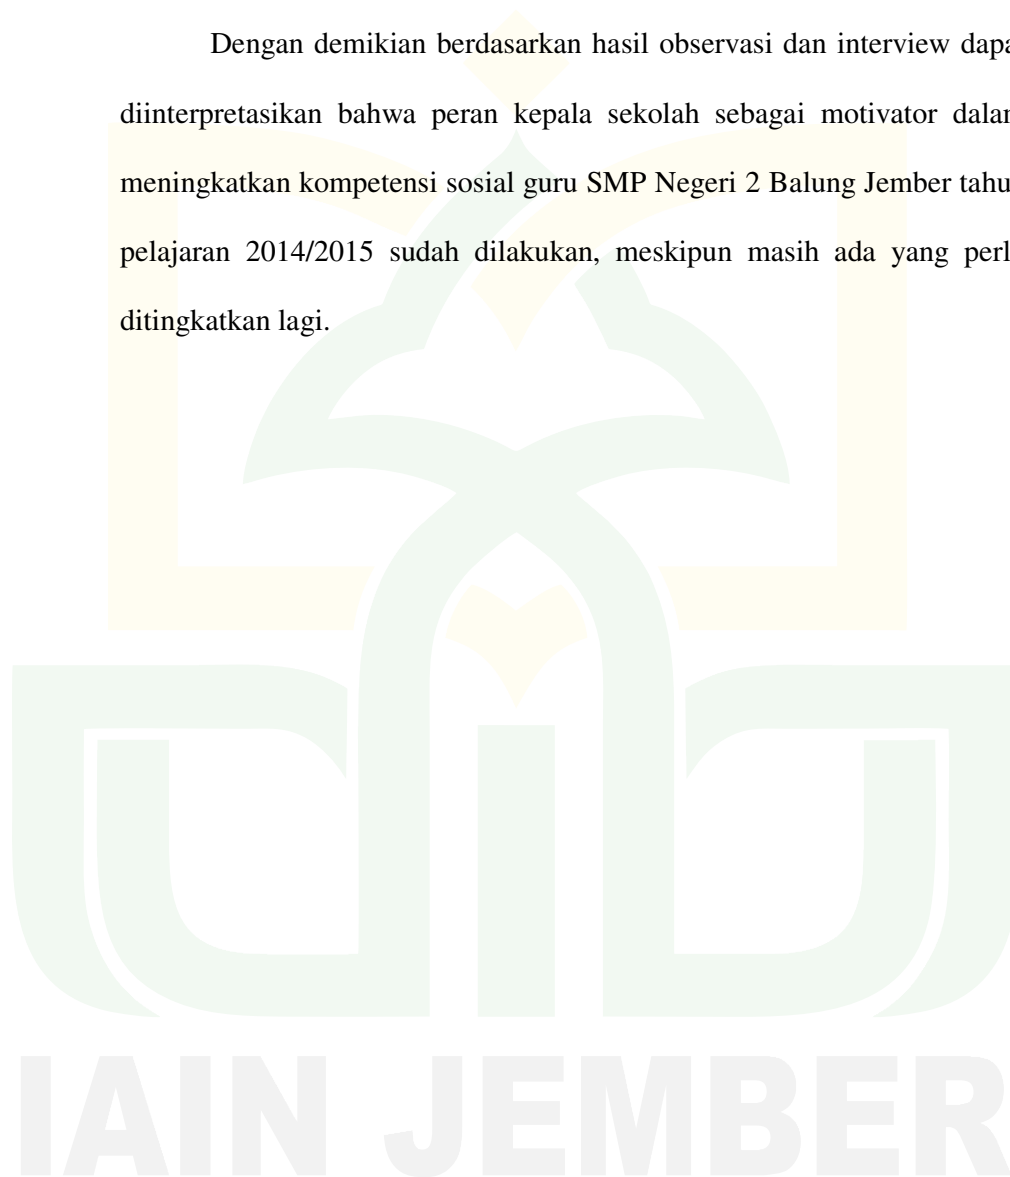 Dengan demikian berdasarkan hasil observasi dan interview dapa
diinterpretasikan bahwa peran kepala sekolah sebagai motivator dalar
meningkatkan kompetensi sosial guru SMP Negeri 2 Balung Jember tahu
pelajaran 2014/2015 sudah dilakukan, meskipun masih ada yang perl
ditingkatkan lagi.
IAIN JEMBER